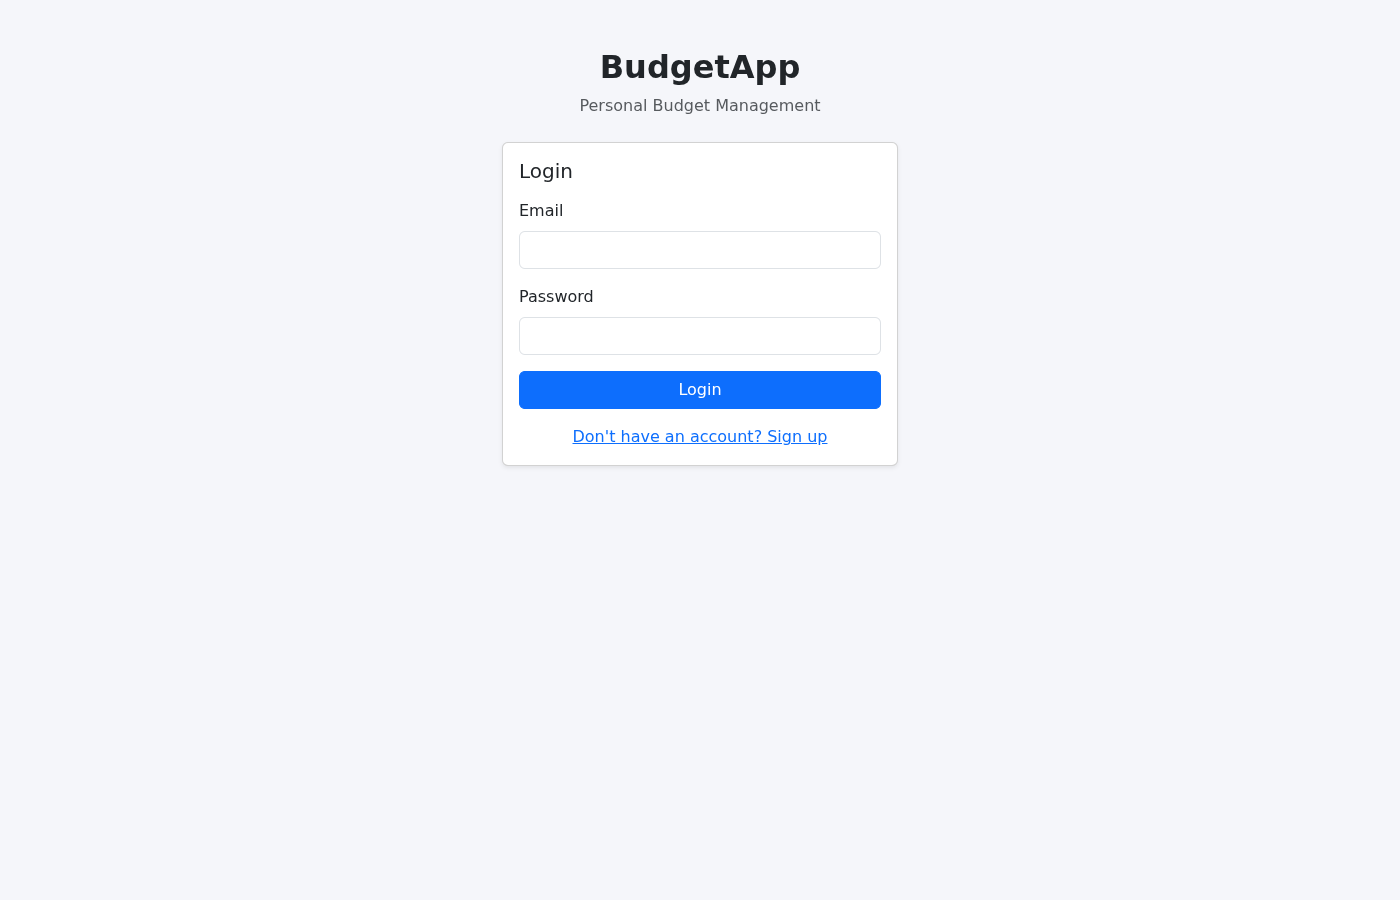 BudgetApp
Personal Budget Management
Login
Email
Password
Login
Don't have an account? Sign up